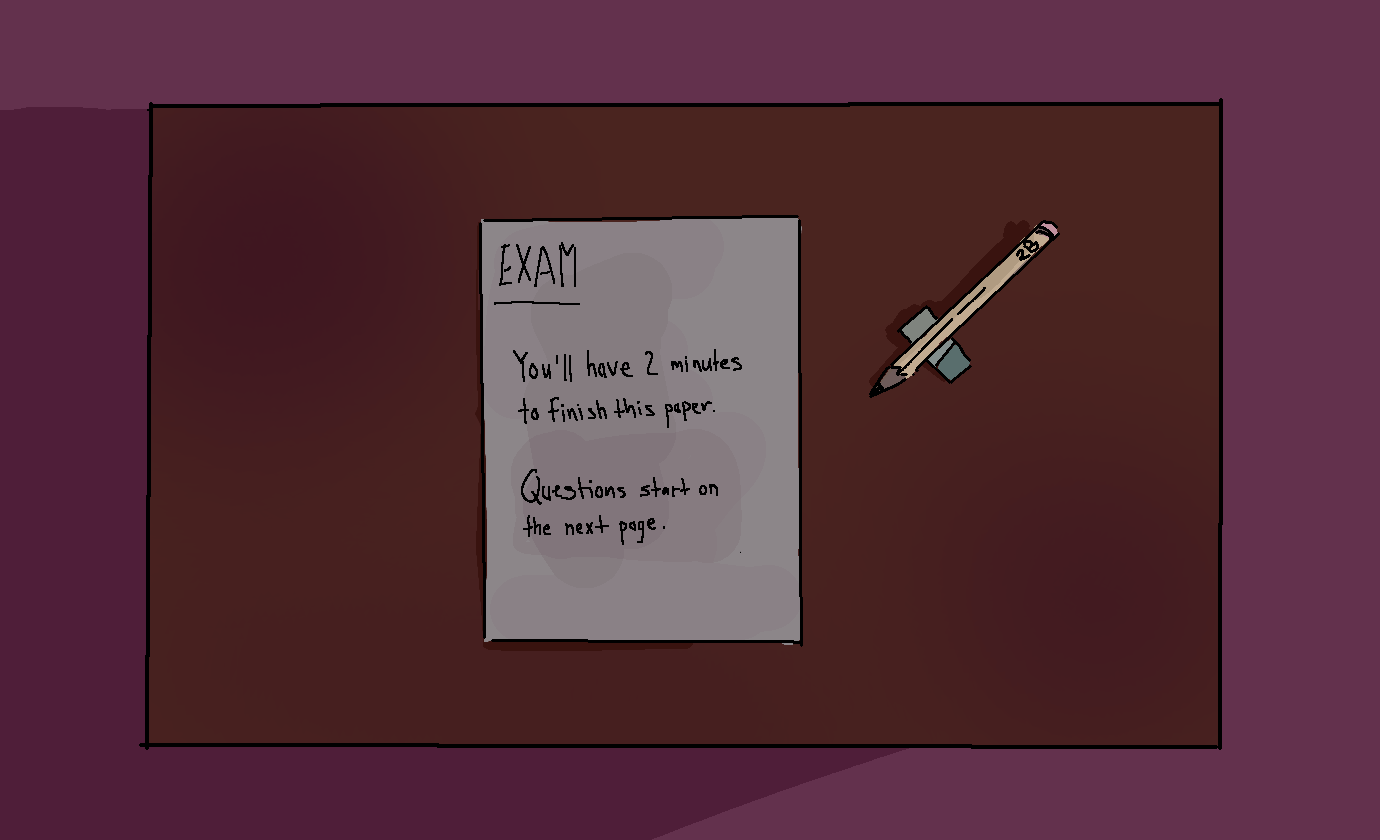 EXAM
You'll have 2 minutes
to finish this paper.
Questions start on
the next page.
2B